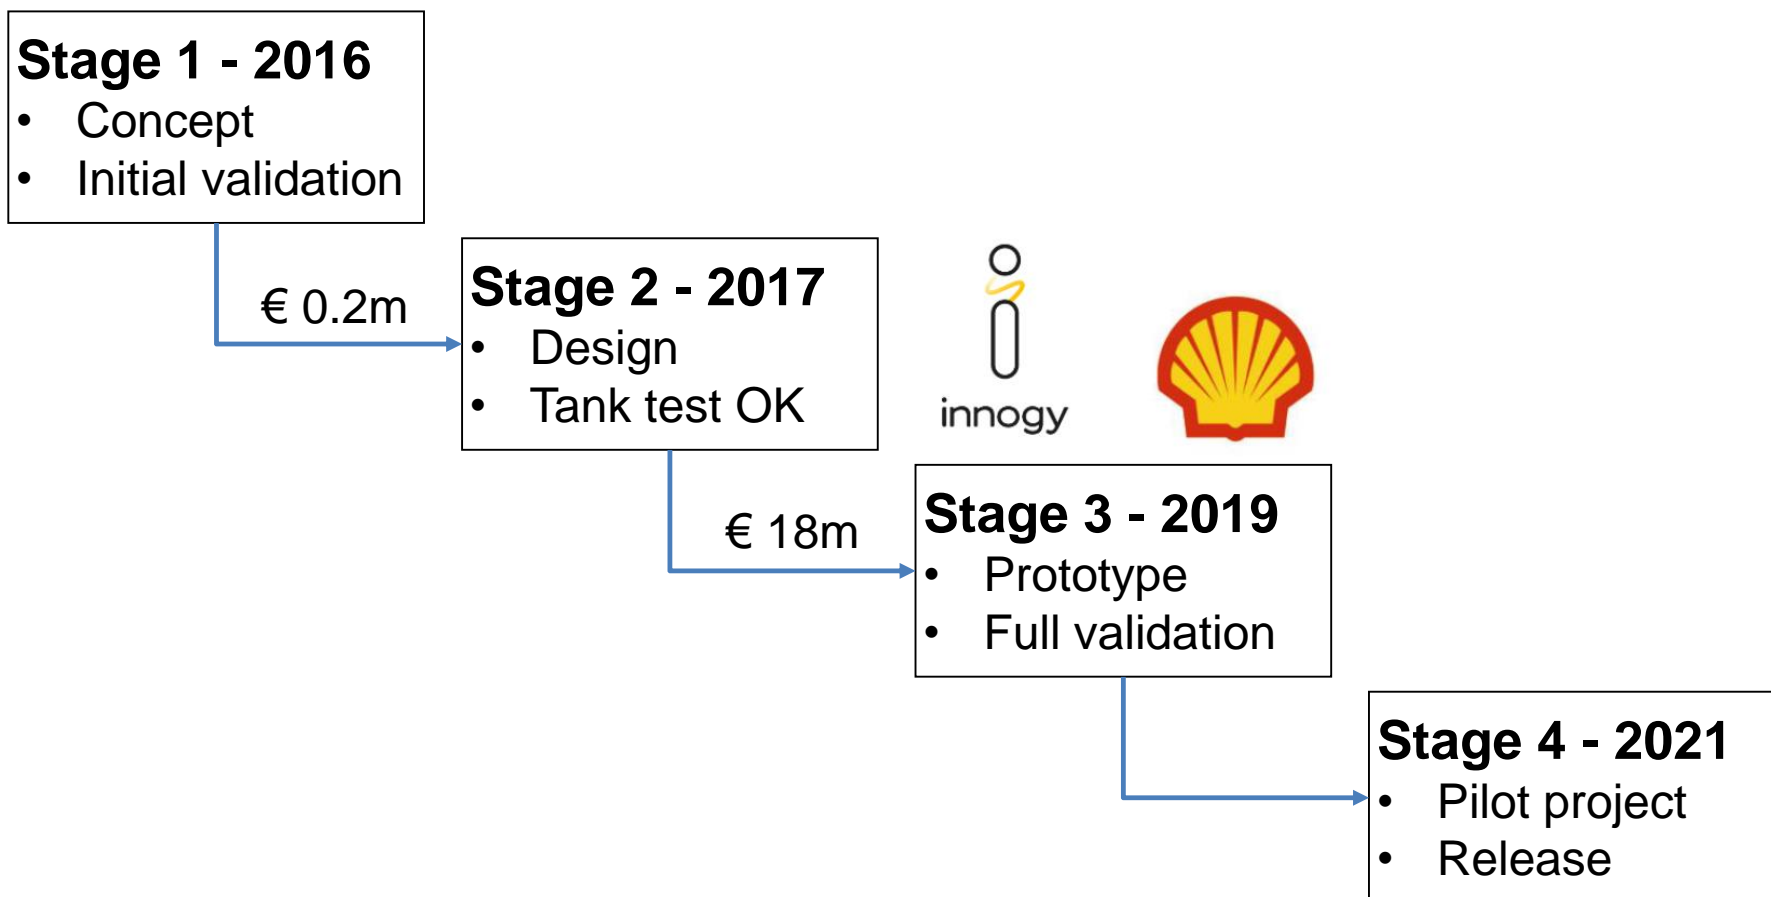 Stage 1 - 2016
• Concept
• Initial validation
€ 0.2m
Stage 2 - 2017
• Design
• Tank test OK
innogy
€ 18m
Stage 3 - 2019
• Prototype
• Full validation
Stage 4 - 2021
• Pilot project
• Release